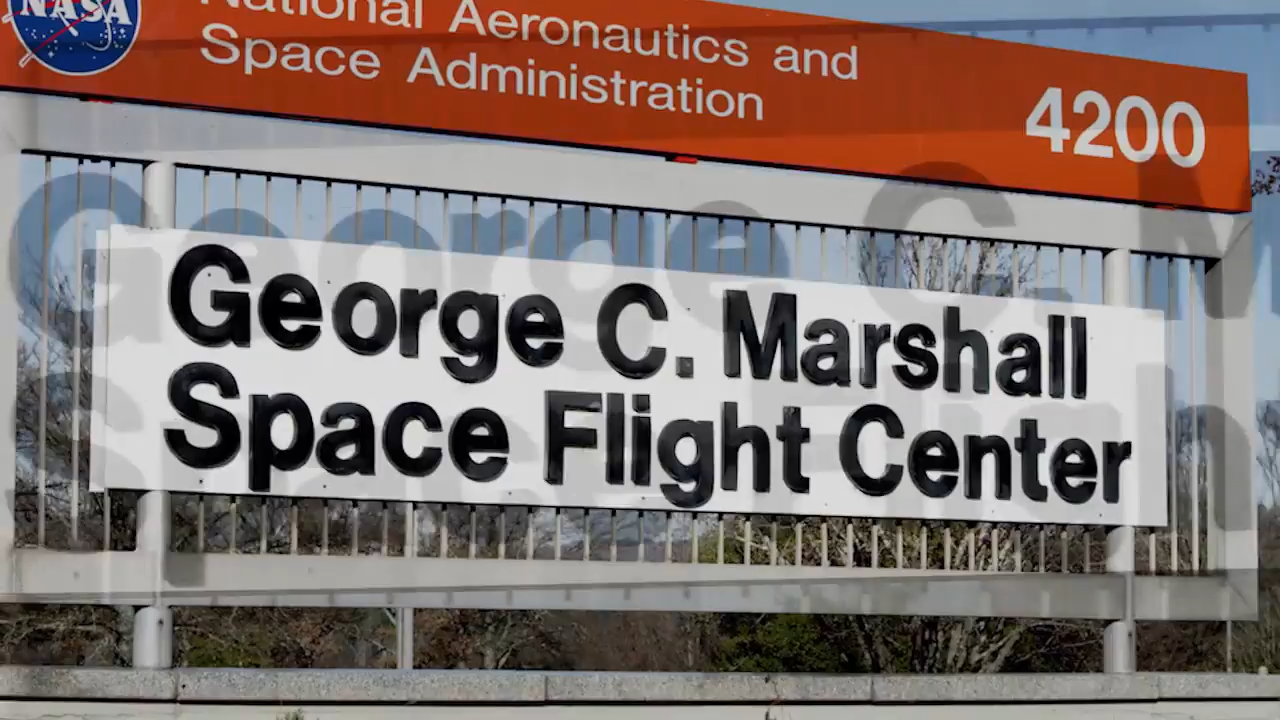 NASA
National Aeronautics and
Space Administration
4200
George C. Marshall
Space Flight Center